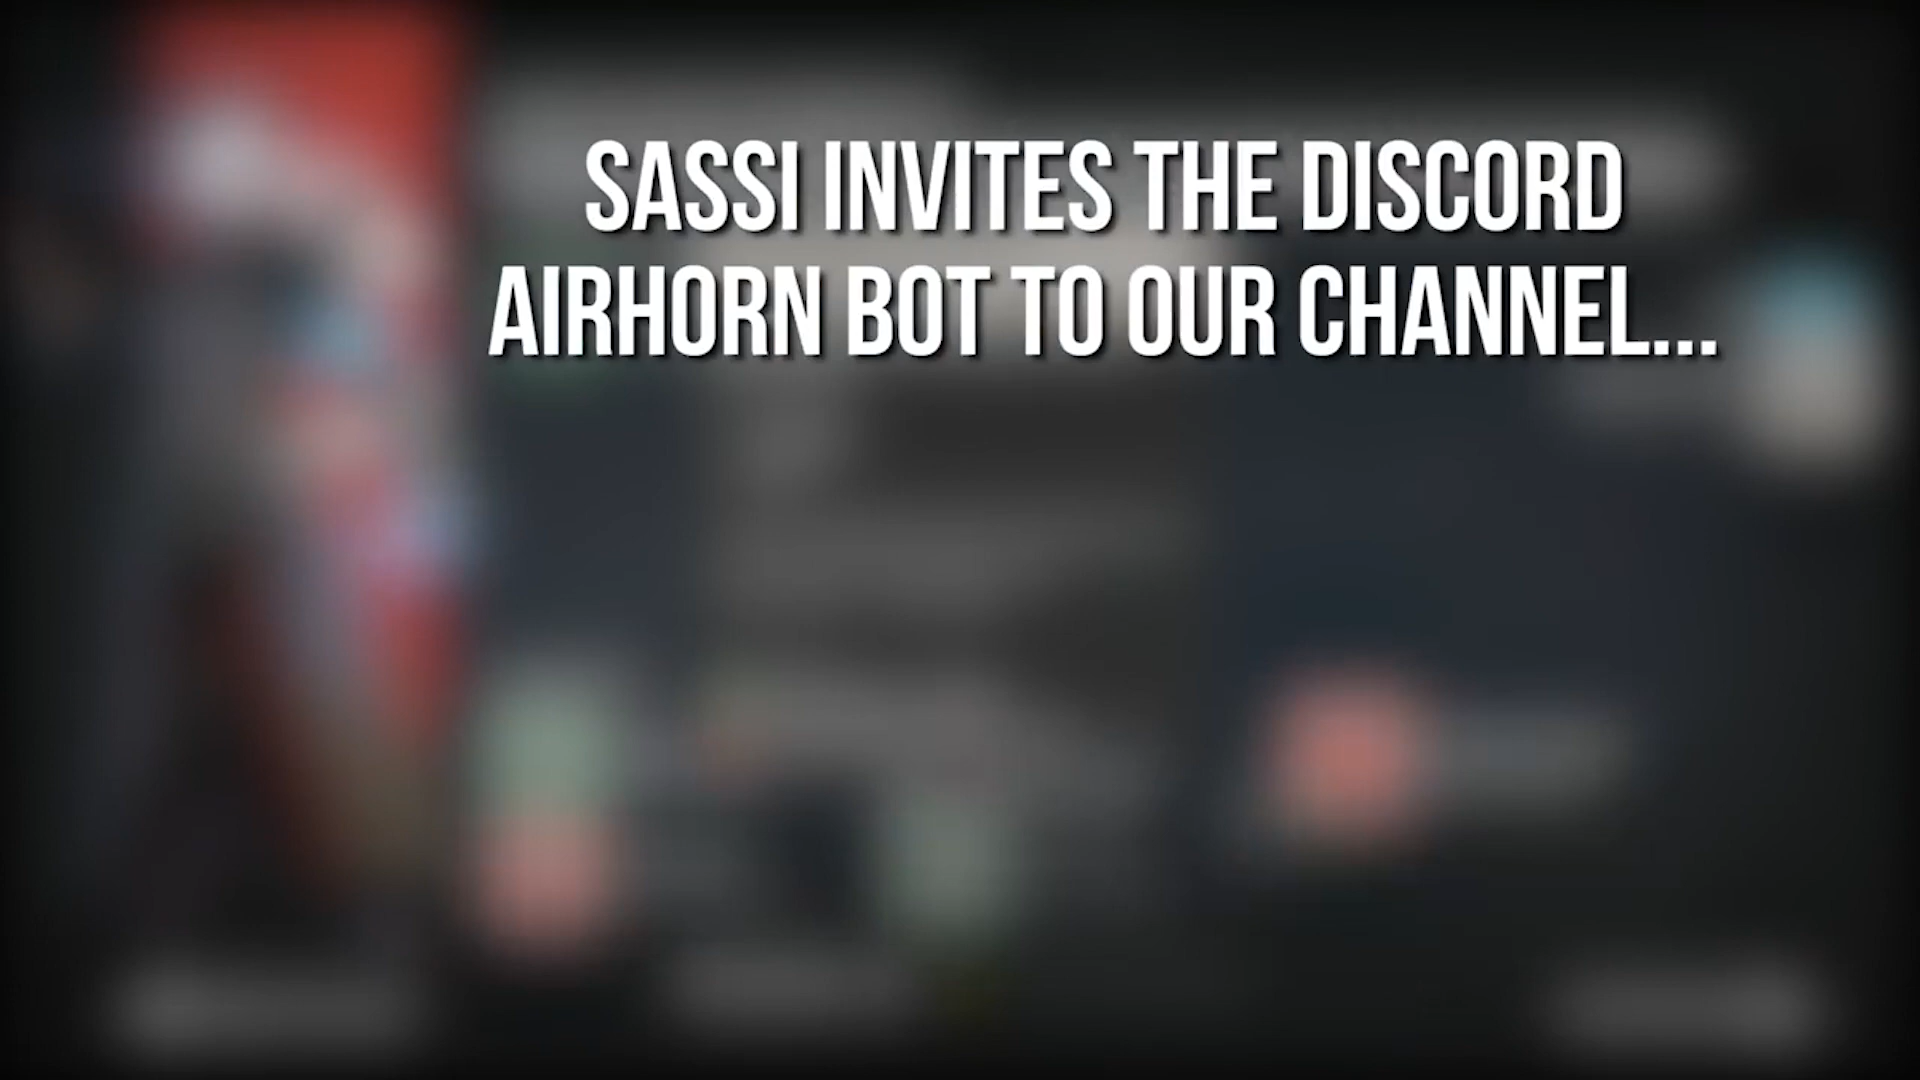 SASSI INVITES THE DISCORD
AIRHORN BOT TO OUR CHANNEL...